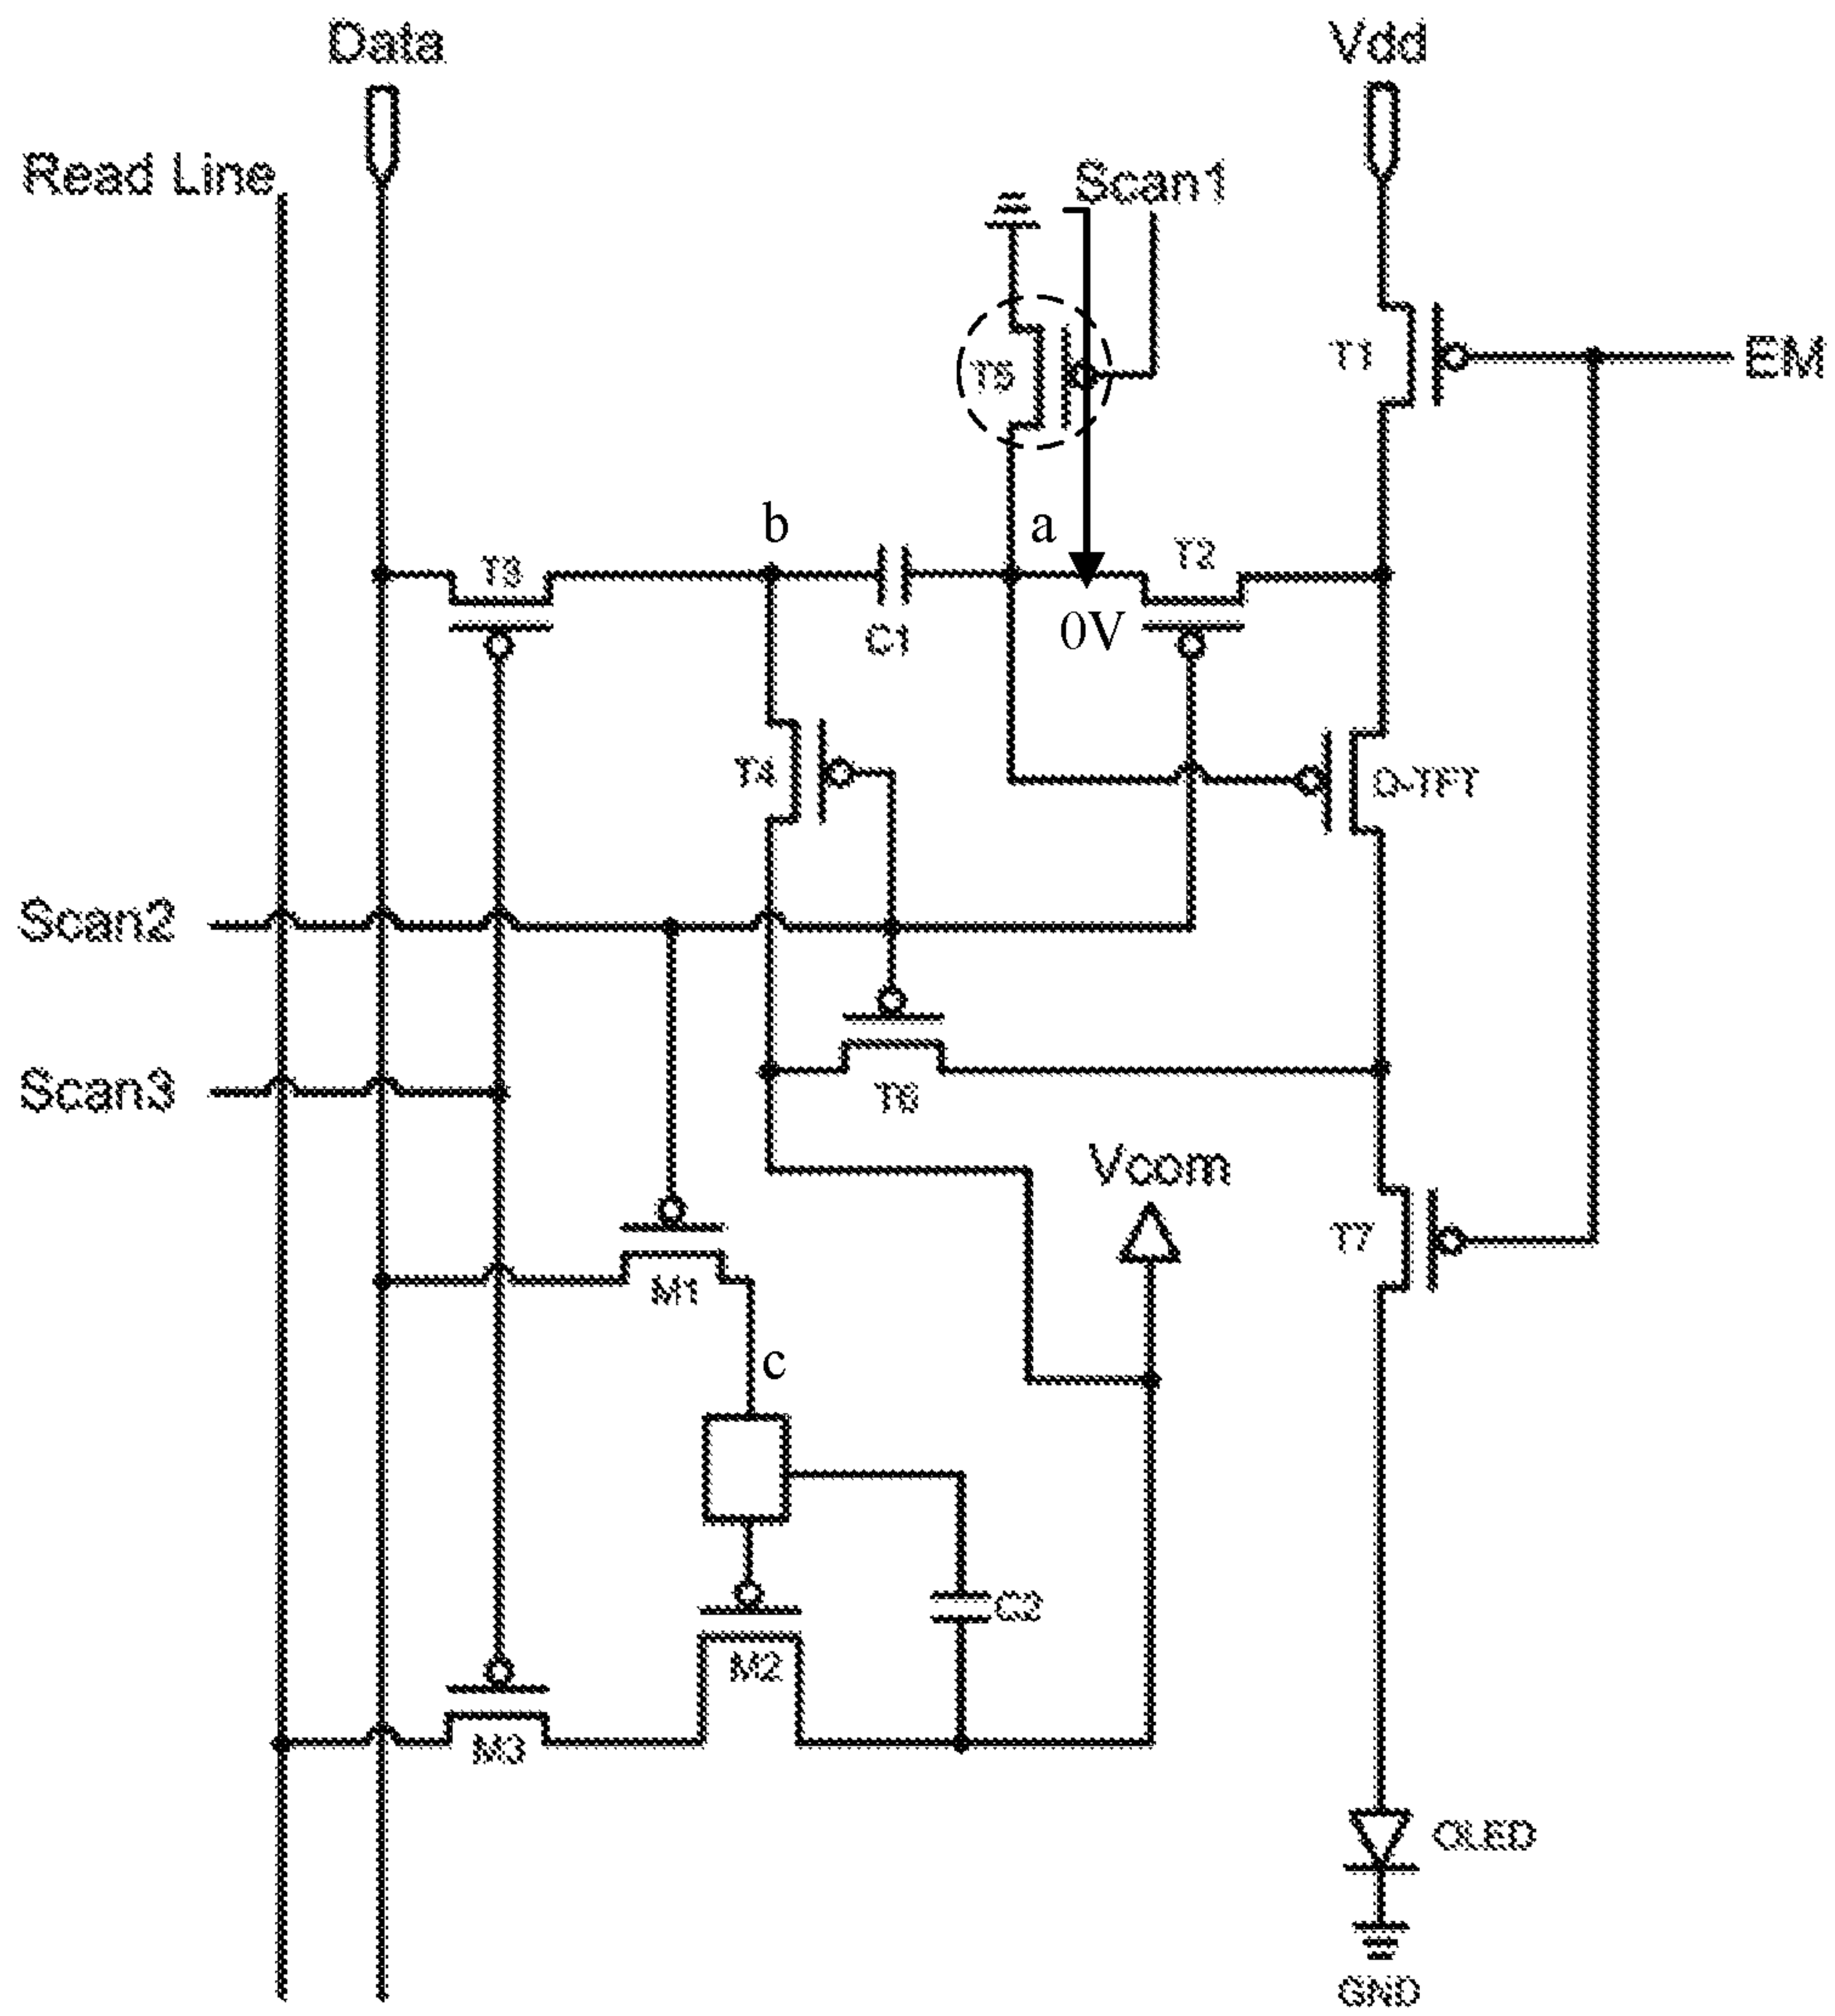 Data
Vdd
Read Line
Scan1
T5
T1
EM
b
a
T3
T2
C1
0V
T4
D-TFT
Scan2
Scan3
T6
Vcom
T7
M1
c
C2
M2
M3
OLED
GND